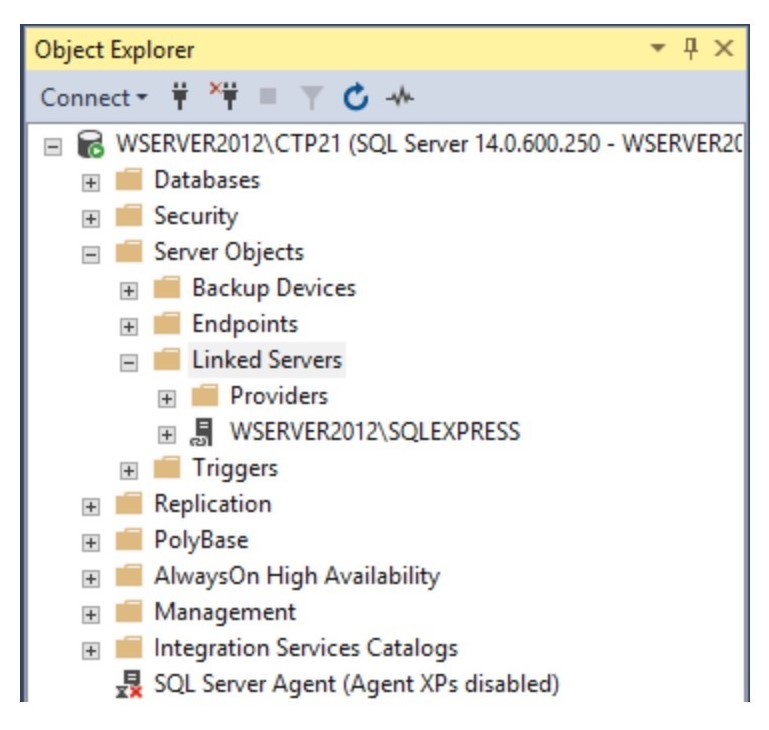 Object Explorer
Connect
WSERVER2012\CTP21 (SQL Server 14.0.600.250 - WSERVER20
Databases
Security
Server Objects
Backup Devices
Endpoints
Linked Servers
Providers
WSERVER2012\SQLEXPRESS
Triggers
Replication
PolyBase
AlwaysOn High Availability
Management
Integration Services Catalogs
SQL Server Agent (Agent XPs disabled)